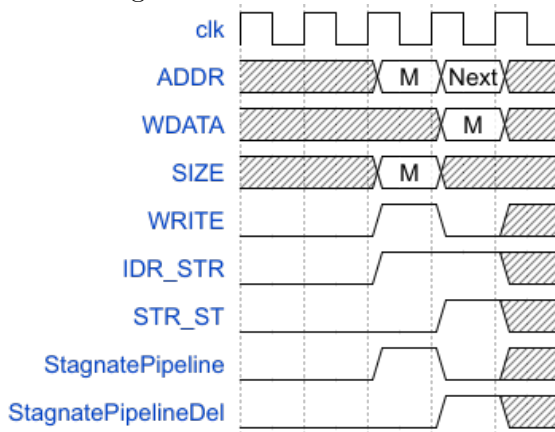 clk
ADDR M Next
WDATA M
SIZE M
WRITE
IDR_STR
STR_ST
StagnatePipeline
StagnatePipelineDel